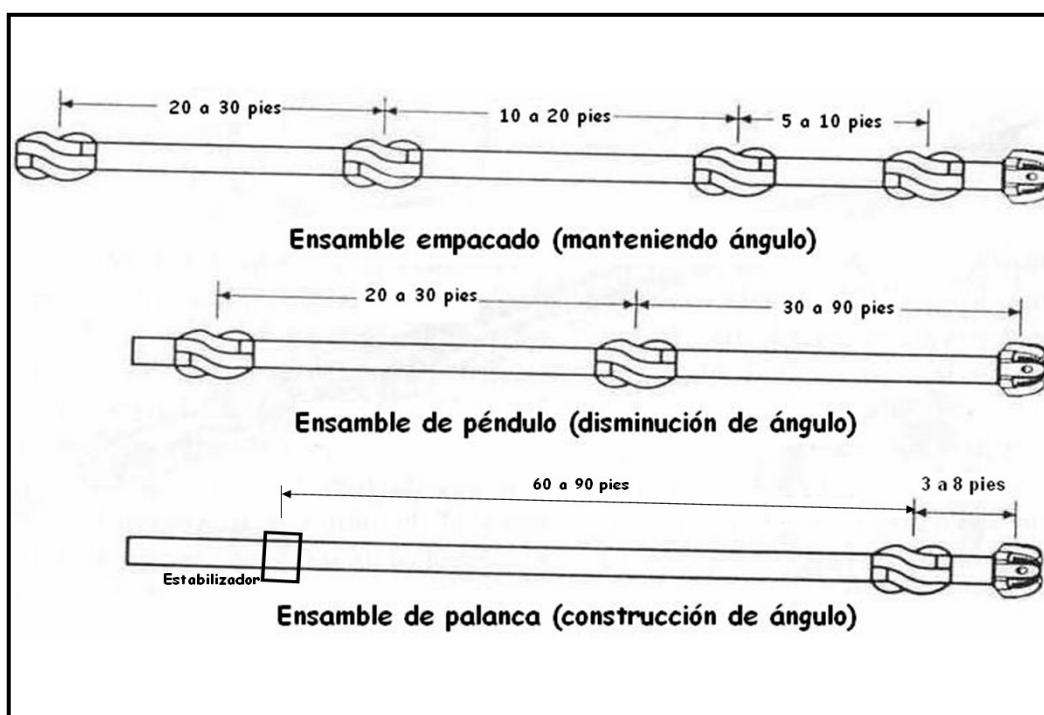 20 a 30 pies
10 a 20 pies
5 a 10 pies
Ensamble empacado (manteniendo ángulo)
20 a 30 pies
30 a 90 pies
Ensamble de péndulo (disminución de ángulo)
60 a 90 pies
3 a 8 pies
Estabilizador
Ensamble de palanca (construcción de ángulo)